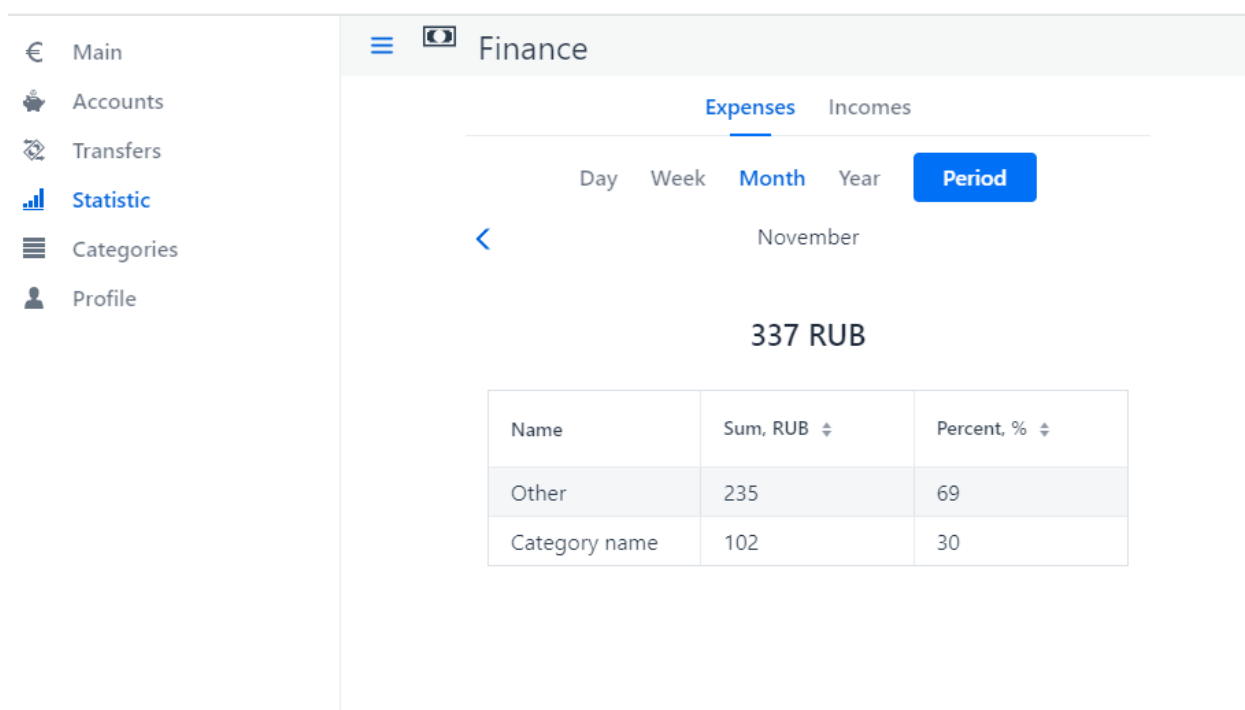 Main
Accounts
Transfers
Statistic
Categories
Profile
Finance
Expenses Incomes
Day Week Month Year Period
November
337 RUB
Name Sum, RUB Percent, %
Other 235 69
Category name 102 30